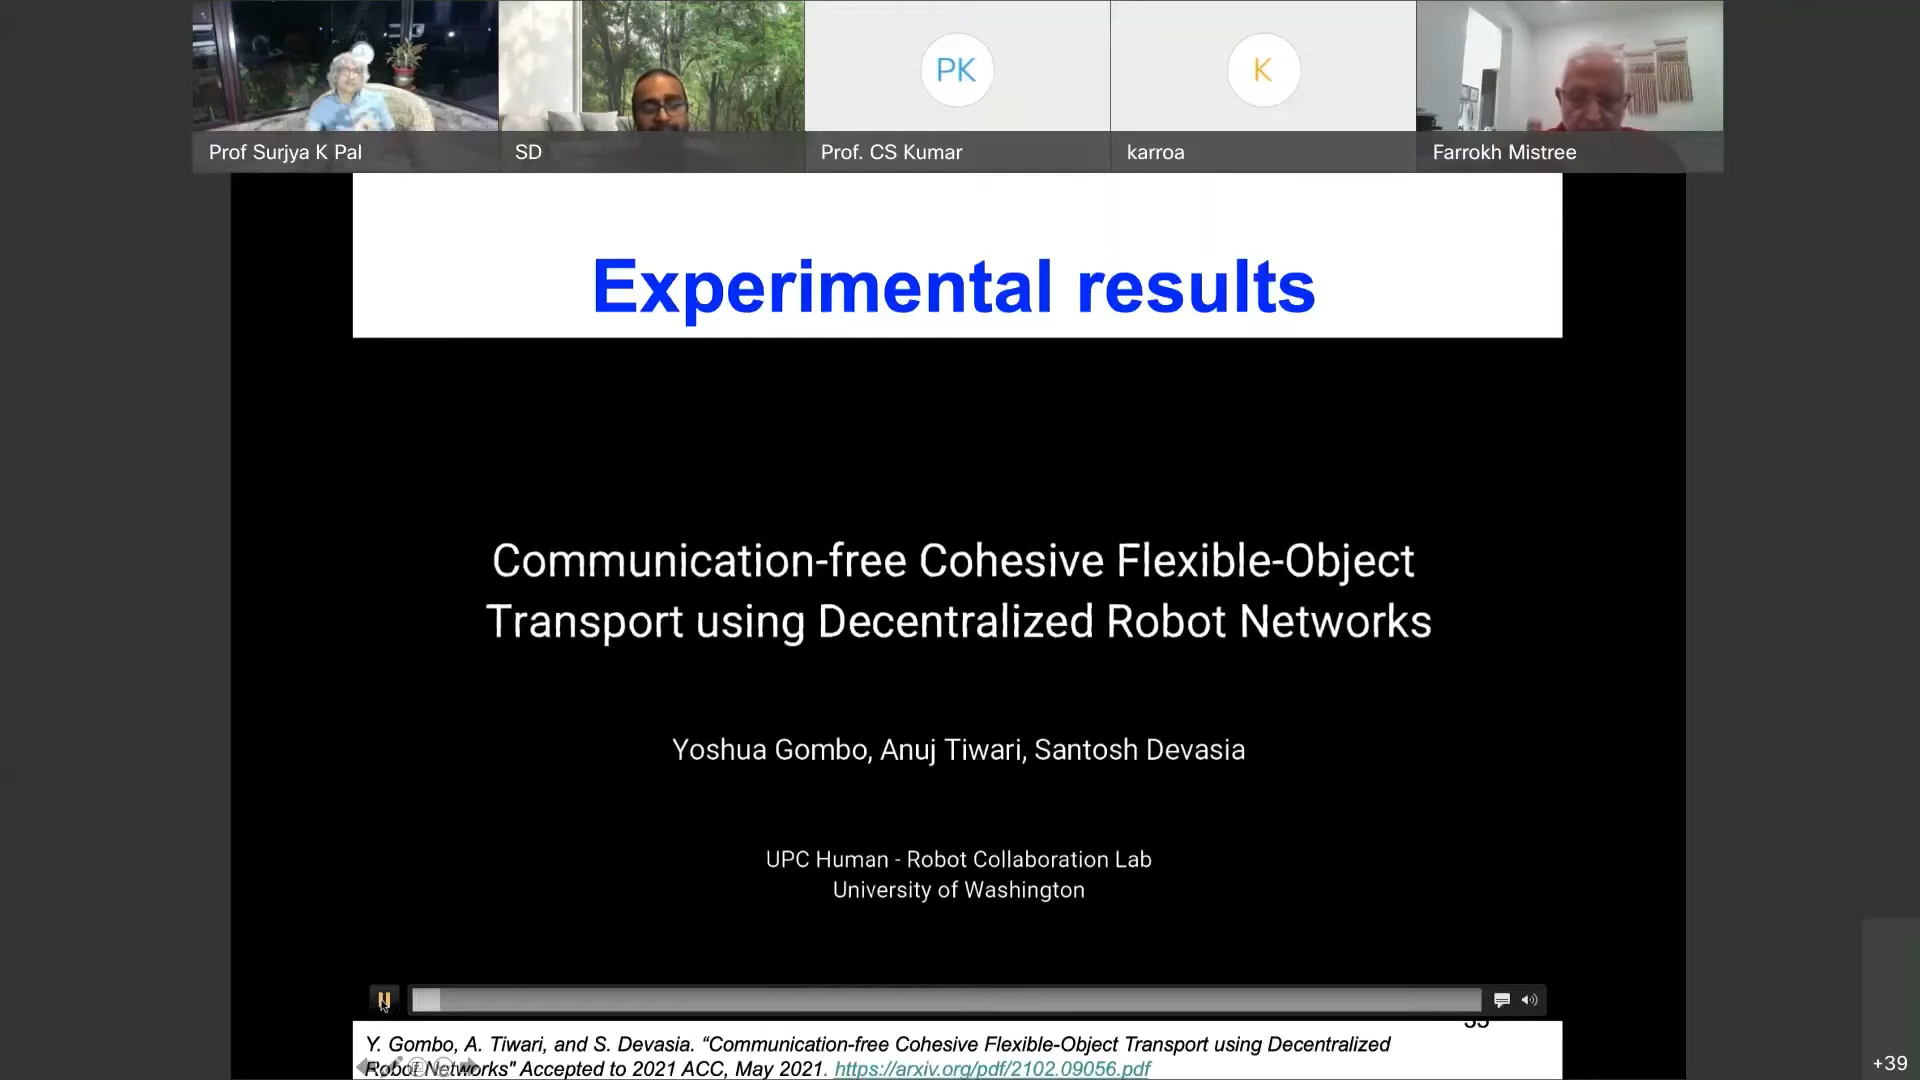 PK
K
Prof Surjya K Pal
SD
Prof. CS Kumar
karroa
Farrokh Mistree
Experimental results
Communication-free Cohesive Flexible-Object
Transport using Decentralized Robot Networks
Yoshua Gombo, Anuj Tiwari, Santosh Devasia
UPC Human - Robot Collaboration Lab
University of Washington
Y. Gombo, A. Tiwari, and S. Devasia. “Communication-free Cohesive Flexible-Object Transport using Decentralized
Robot Networks" Accepted to 2021 ACC, May 2021. https://arxiv.org/pdf/2102.09056.pdf
+39